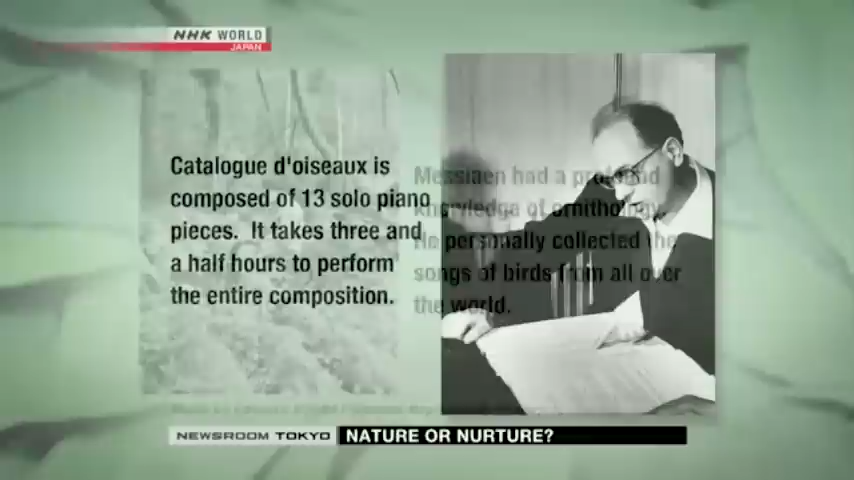 NHK WORLD
JAPAN
Catalogue d'oiseaux is
composed of 13 solo piano
pieces. It takes three and
a half hours to perform
the entire composition.
Messiaen had a profound
knowledge of ornithology.
He personally collected the
songs of birds from all over
the world.
NEWSROOM TOKYO
NATURE OR NURTURE?